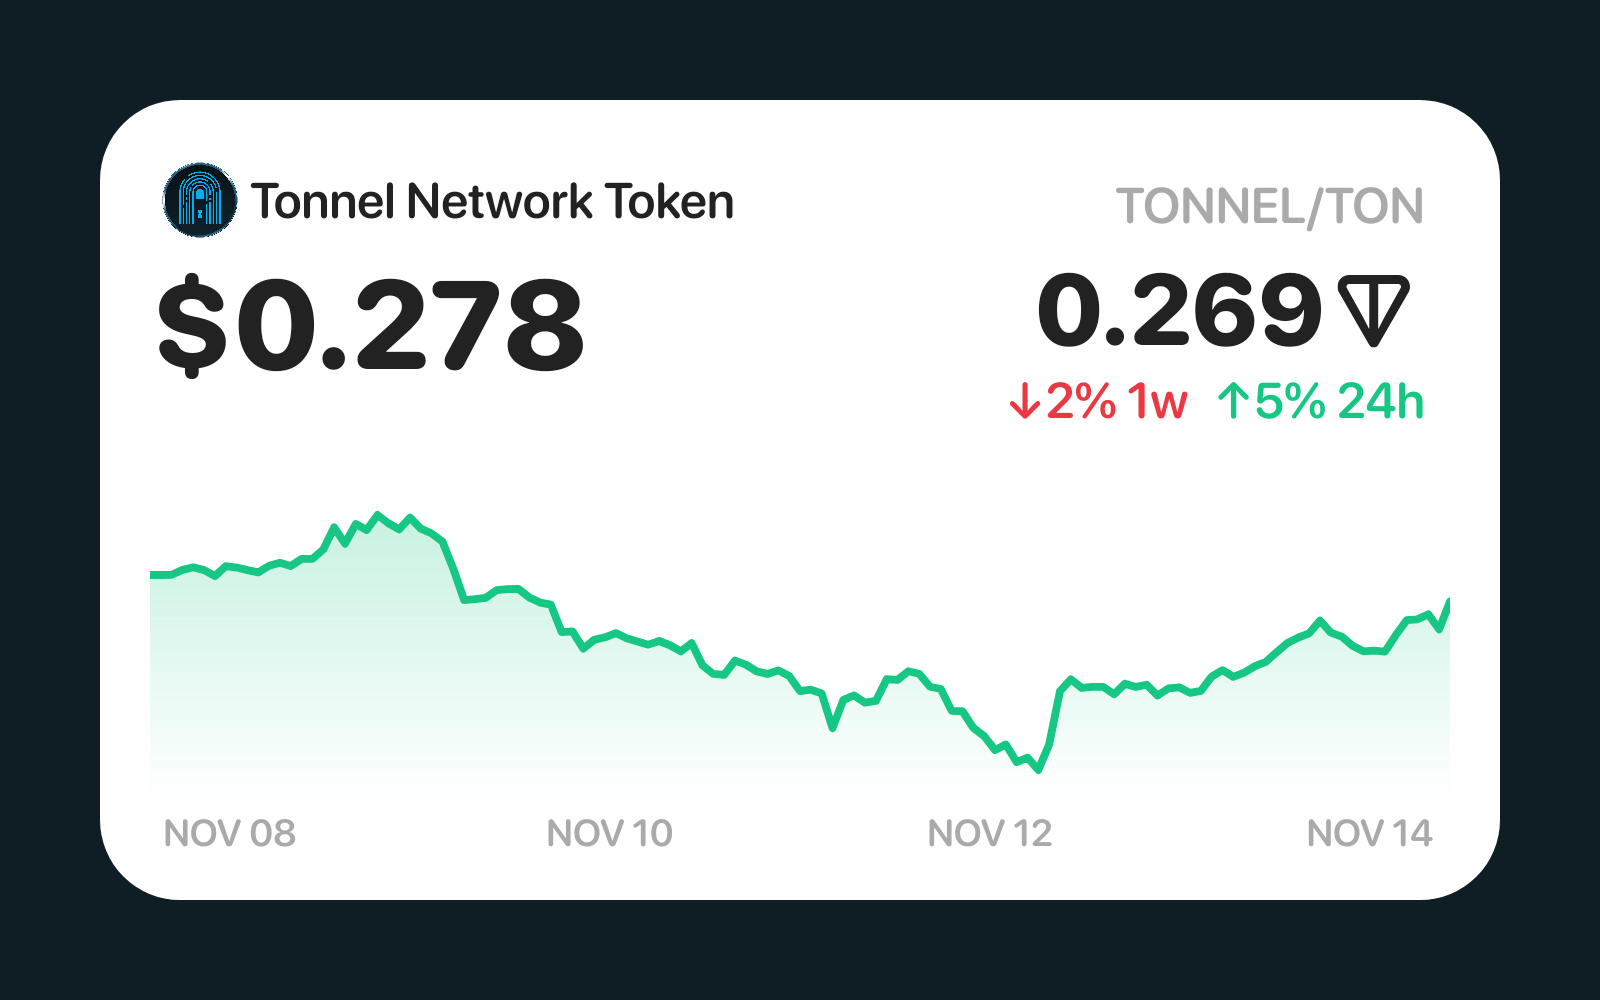 Tonnel Network Token
TONNEL/TON
$0.278
0.269
↓2% 1w ↑5% 24h
NOV 08 NOV 10 NOV 12 NOV 14